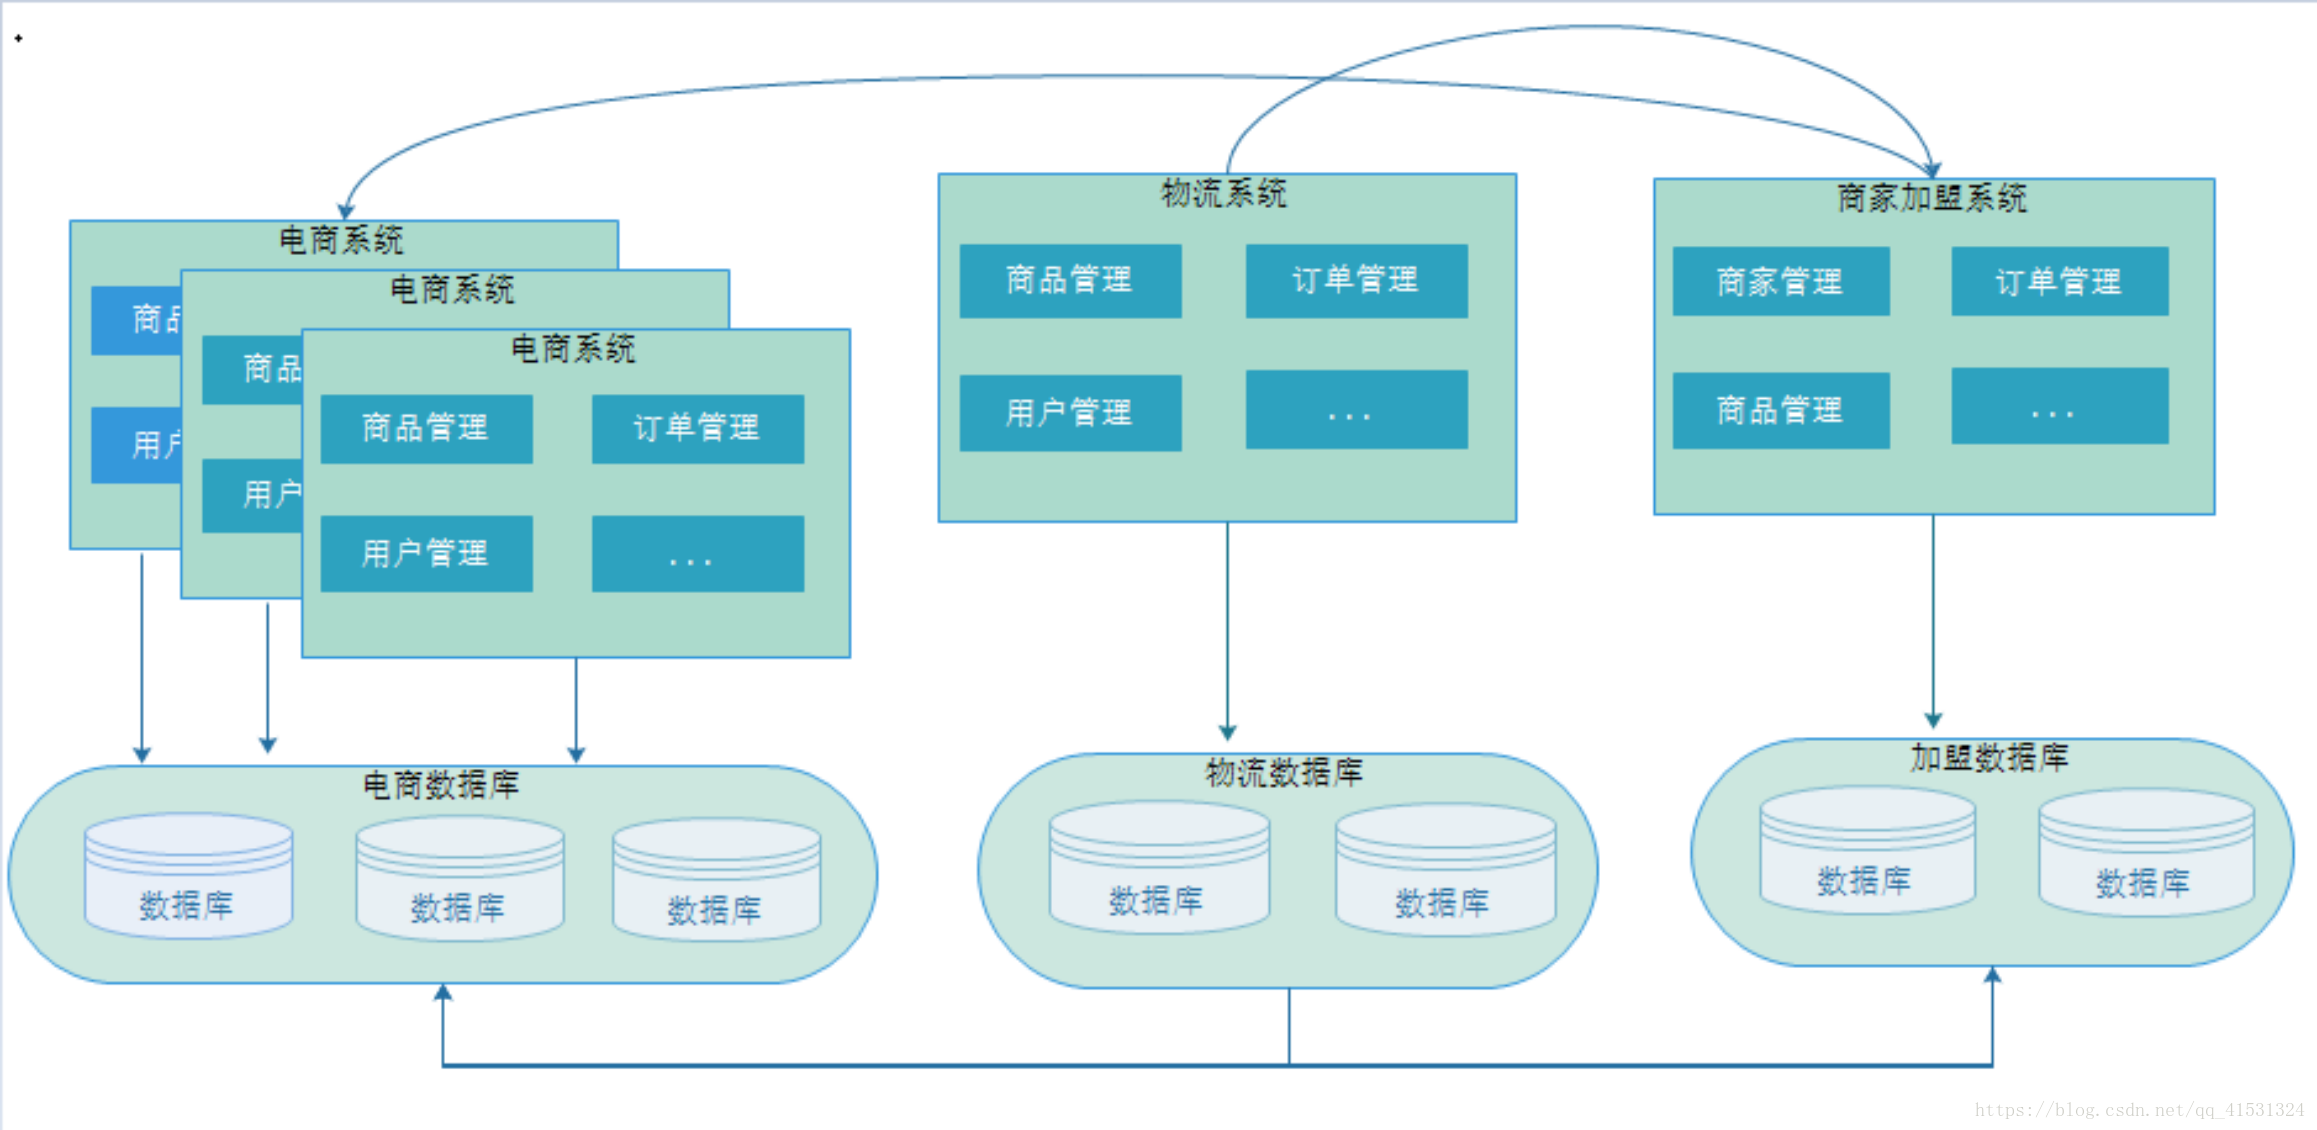 电商系统
商品
用户
电商系统
商品
用户
电商系统
商品管理
订单管理
用户管理
...
物流系统
商品管理
订单管理
用户管理
...
商家加盟系统
商家管理
订单管理
商品管理
...
电商数据库
数据库
数据库
数据库
物流数据库
数据库
数据库
加盟数据库
数据库
数据库
https://blog.csdn.net/qq_41531324